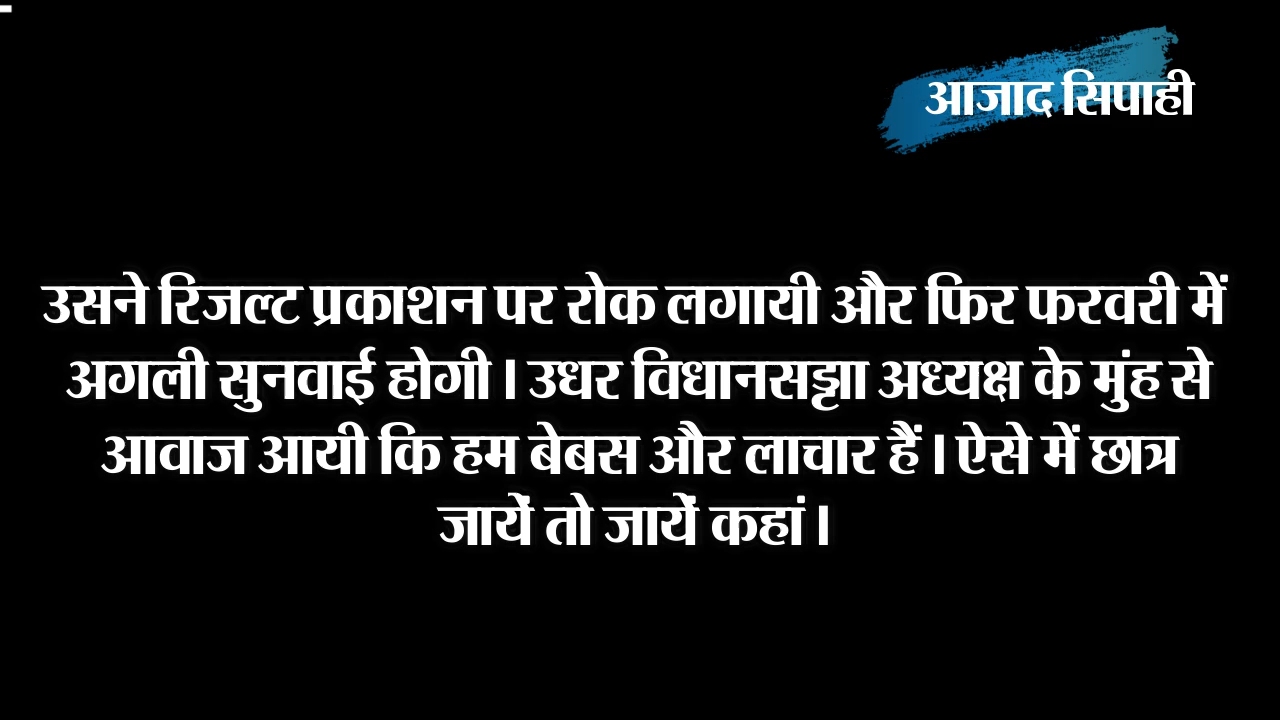 आजाद सिपाही
उसने रिजल्ट प्रकाशन पर रोक लगायी और फिर फरवरी में
अगली सुनवाई होगी। उधर विधानसड्राा अध्यक्ष के मुंह से
आवाज आयी कि हम बेबस और लाचार हैं। ऐसे में छात्र
जायें तो जायें कहां।